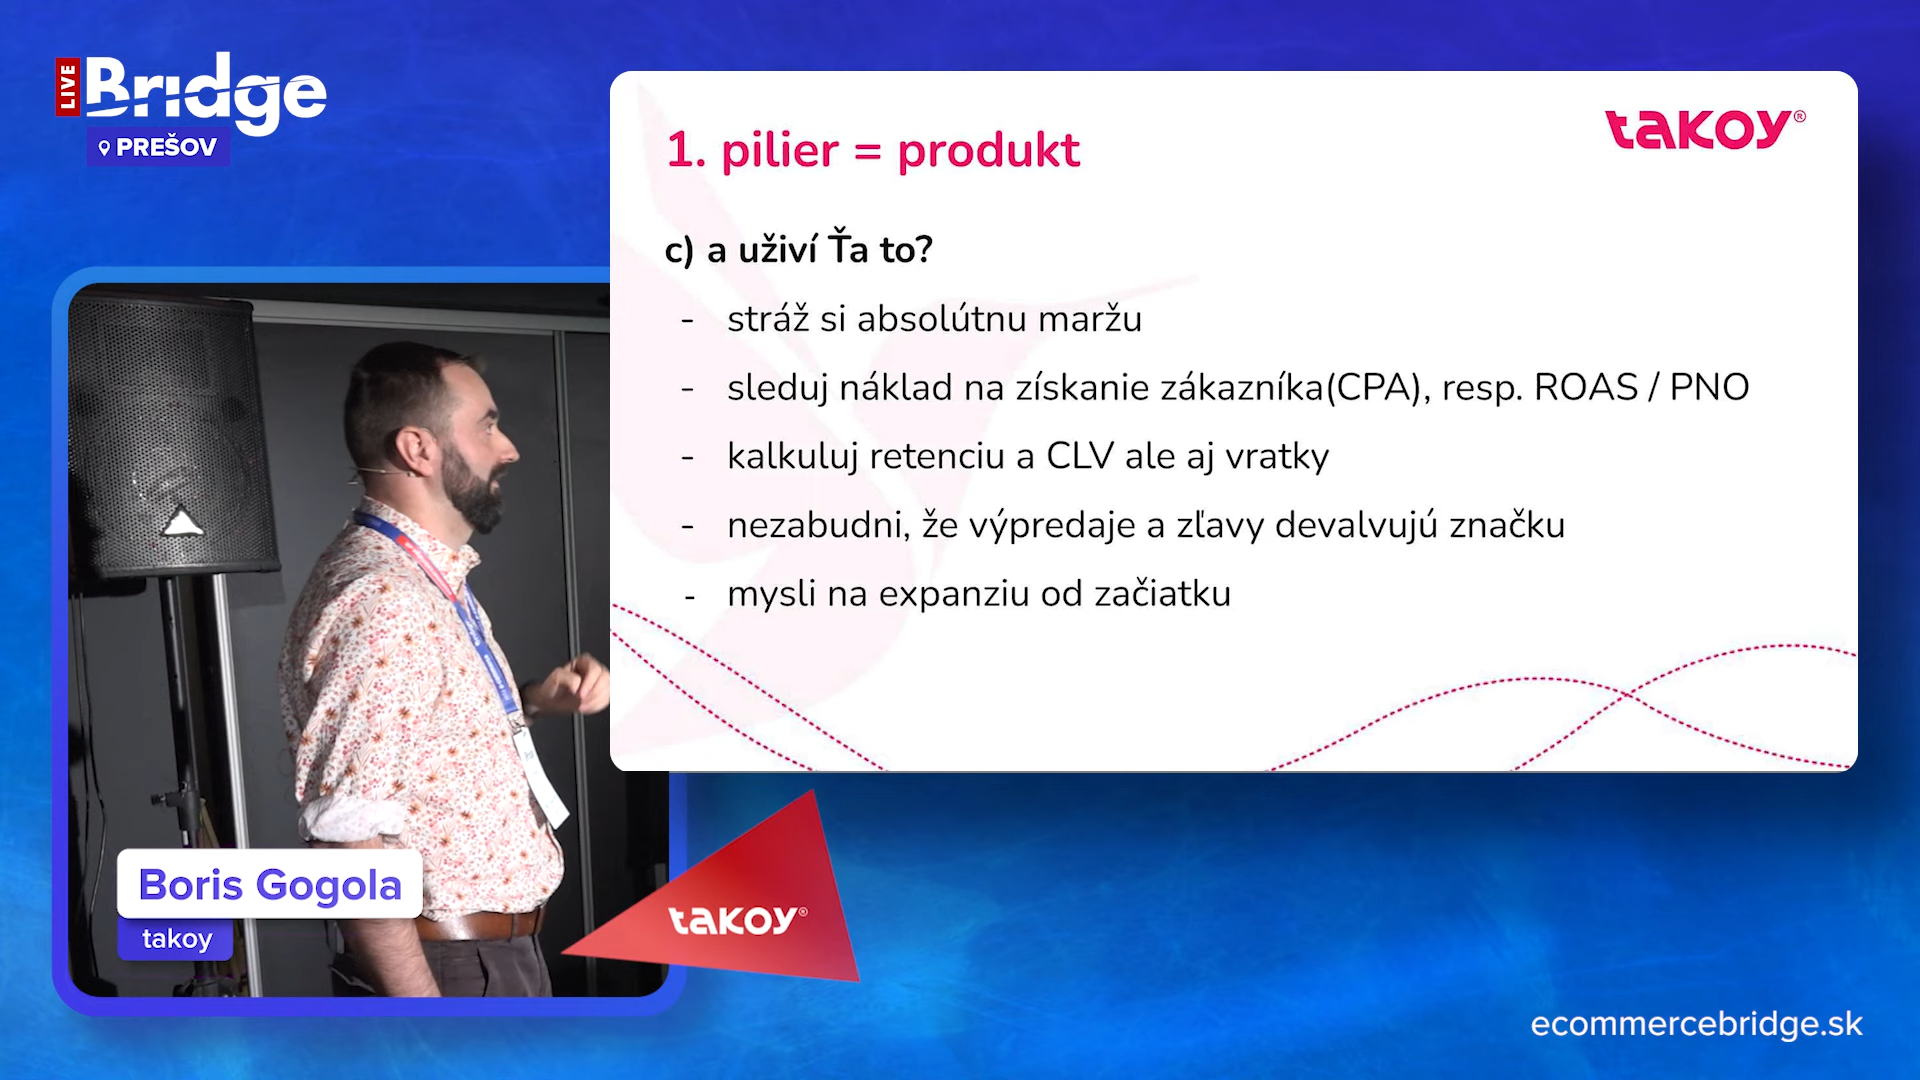 LIVE
Bridge
PREŠOV
takoy®
1. pilier = produkt
c) a uživí Ťa to?
- stráž si absolútnu maržu
- sleduj náklad na získanie zákazníka(CPA), resp. ROAS / PNO
- kalkuluj retenciu a CLV ale aj vratky
- nezabudni, že výpredaje a zľavy devalvujú značku
- mysli na expanziu od začiatku
Boris Gogola
takoy
takoy®
ecommercebridge.sk